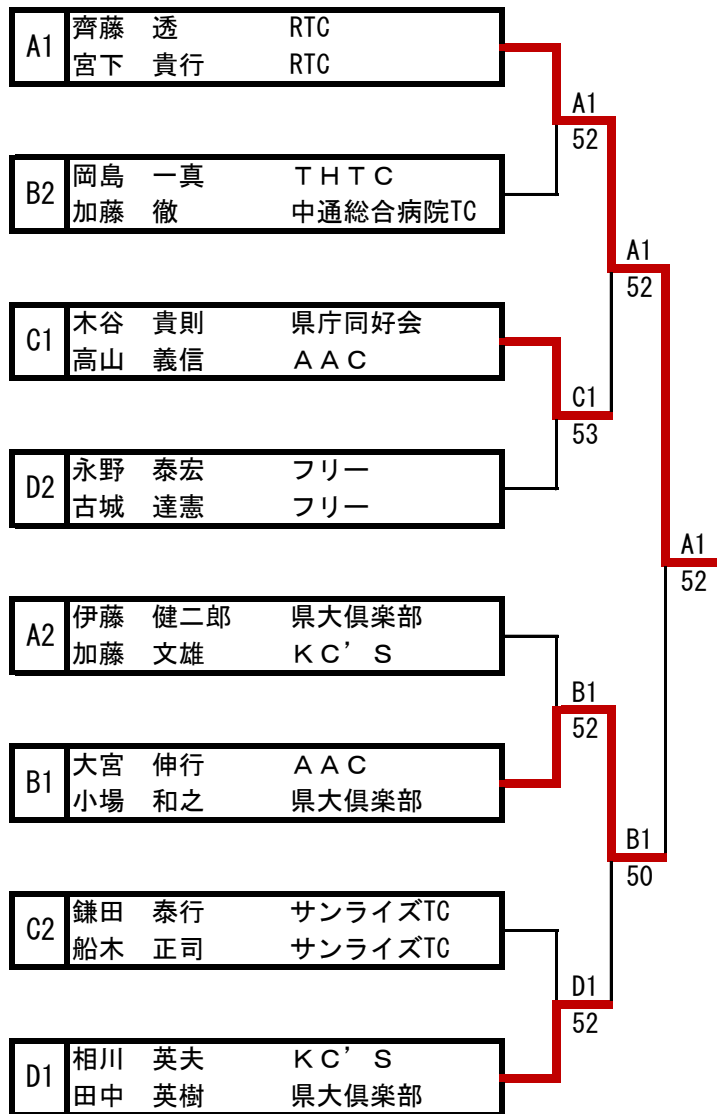 A1 齊藤 透 RTC
宮下 貴行 RTC
A1
52
B2 岡島 一真 ＴＨＴＣ
加藤 徹 中通総合病院TC
A1
52
C1 木谷 貴則 県庁同好会
高山 義信 ＡＡＣ
C1
53
D2 永野 泰宏 フリー
古城 達憲 フリー
A1
52
A2 伊藤 健二郎 県大倶楽部
加藤 文雄 ＫＣ’Ｓ
B1
52
B1 大宮 伸行 ＡＡＣ
小場 和之 県大倶楽部
B1
50
C2 鎌田 泰行 サンライズTC
船木 正司 サンライズTC
D1
52
D1 相川 英夫 ＫＣ’Ｓ
田中 英樹 県大倶楽部